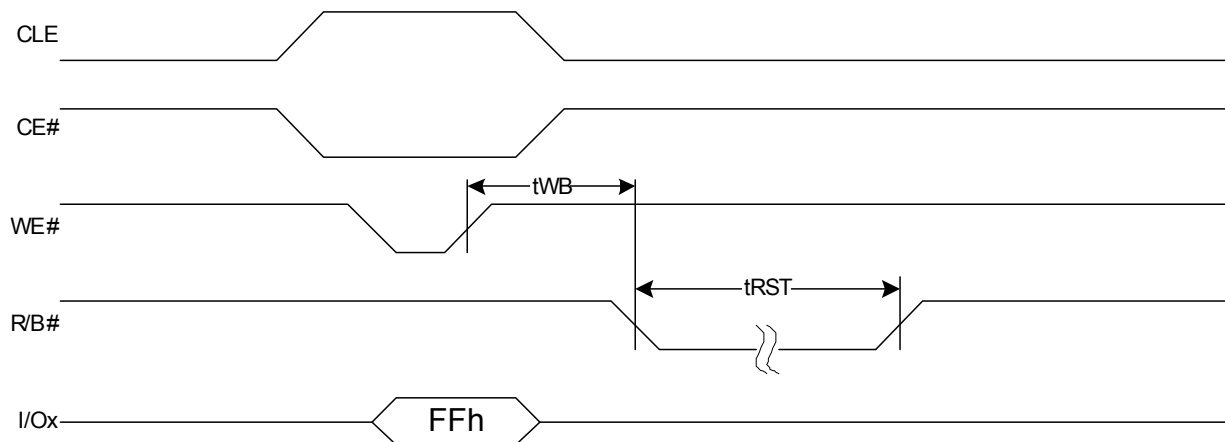 CLE
CE#
tWB
WE#
tRST
R/B#
I/Ox
FFh